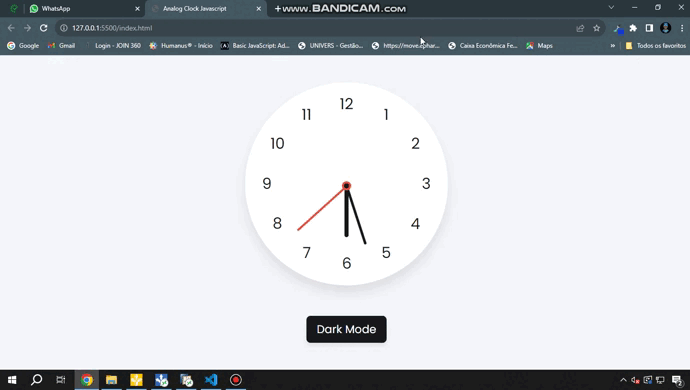 WhatsApp
Analog Clock Javascript
www.BANDICAM.com
127.0.0.1:5500/index.html
Google
Gmail
Login - JOIN 360
Humanus® - Início
Basic JavaScript: Ad...
UNIVERS - Gestão...
https://move.ephar...
Caixa Econômica Fe...
Maps
»
Todos os favoritos
12
11
1
10
2
9
3
8
4
7
5
6
Dark Mode